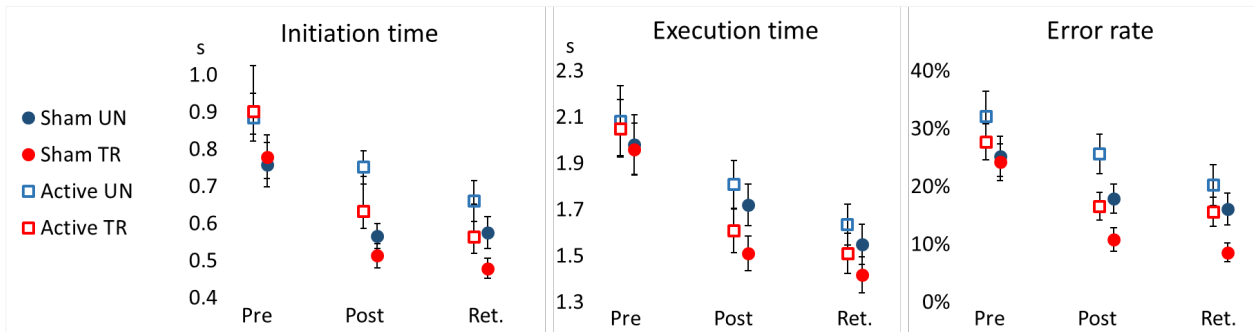 Sham UN
Sham TR
Active UN
Active TR
Initiation time
s
1.0
0.9
0.8
0.7
0.6
0.5
0.4
Pre Post Ret.
Execution time
s
2.3
2.1
1.9
1.7
1.5
1.3
Pre Post Ret.
Error rate
40%
30%
20%
10%
0%
Pre Post Ret.